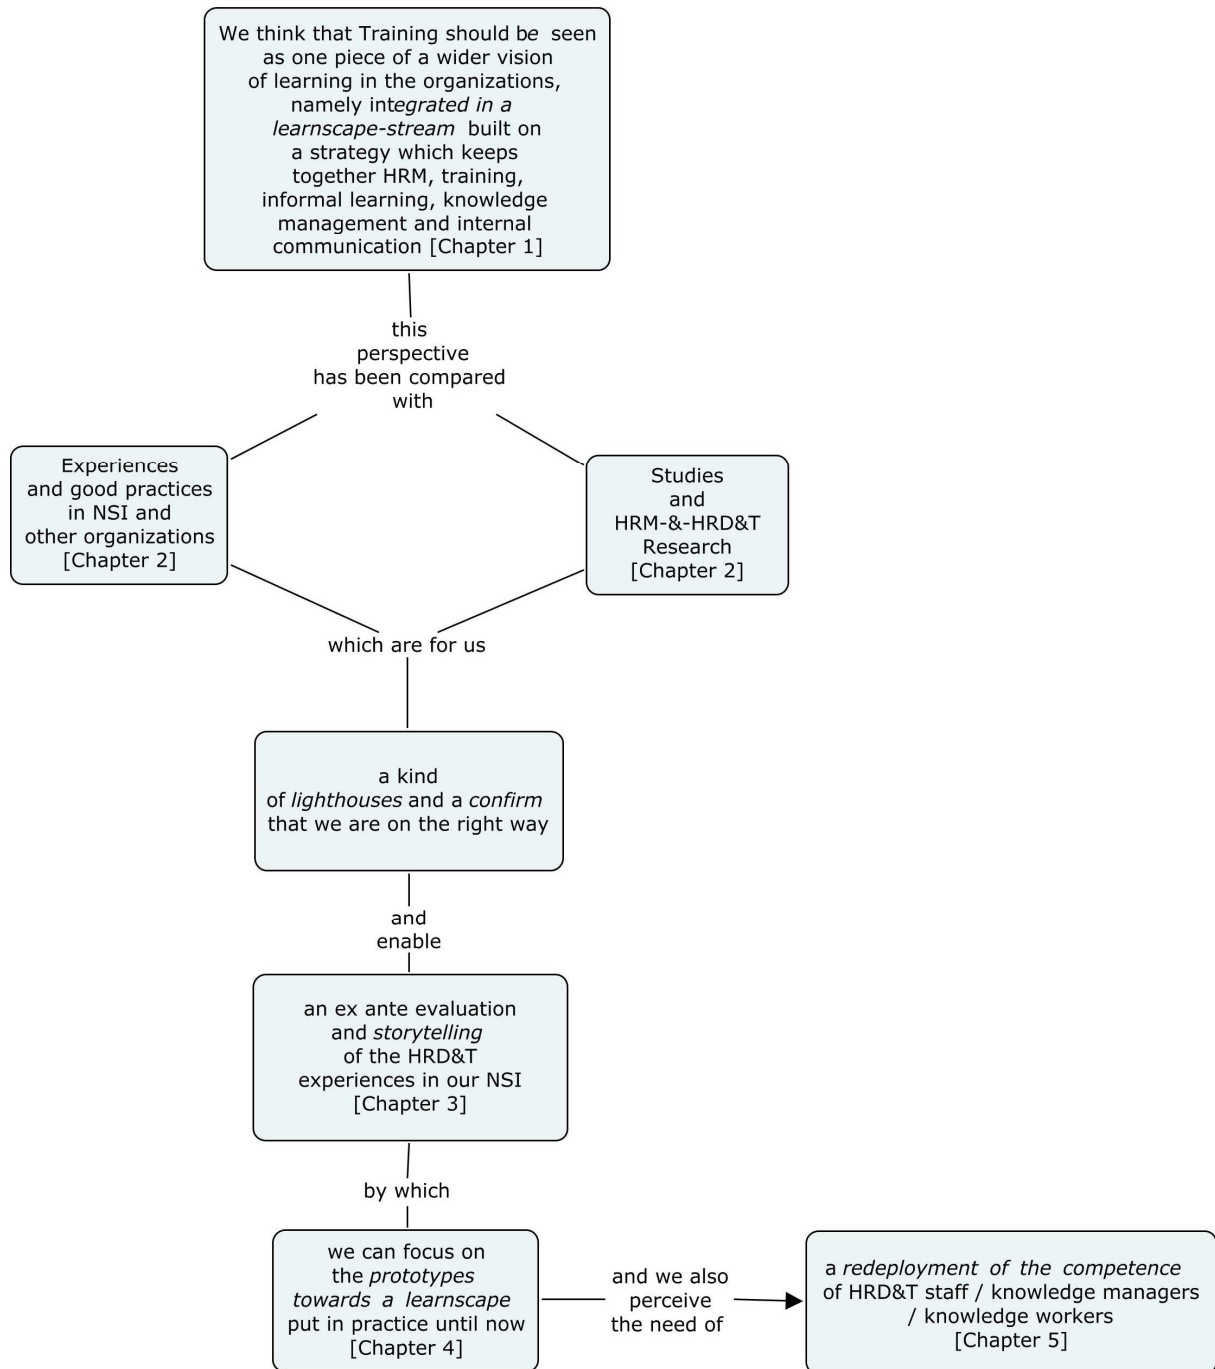 We think that Training should be seen
as one piece of a wider vision
of learning in the organizations,
namely integrated in a
learnscape-stream built on
a strategy which keeps
together HRM, training,
informal learning, knowledge
management and internal
communication [Chapter 1]
this
perspective
has been compared
with
Experiences
and good practices
in NSI and
other organizations
[Chapter 2]
Studies
and
HRM-&-HRD&T
Research
[Chapter 2]
which are for us
a kind
of lighthouses and a confirm
that we are on the right way
and
enable
an ex ante evaluation
and storytelling
of the HRD&T
experiences in our NSI
[Chapter 3]
by which
we can focus on
the prototypes
towards a learnscape
put in practice until now
[Chapter 4]
and we also
perceive
the need of
a redeployment of the competence
of HRD&T staff / knowledge managers
/ knowledge workers
[Chapter 5]